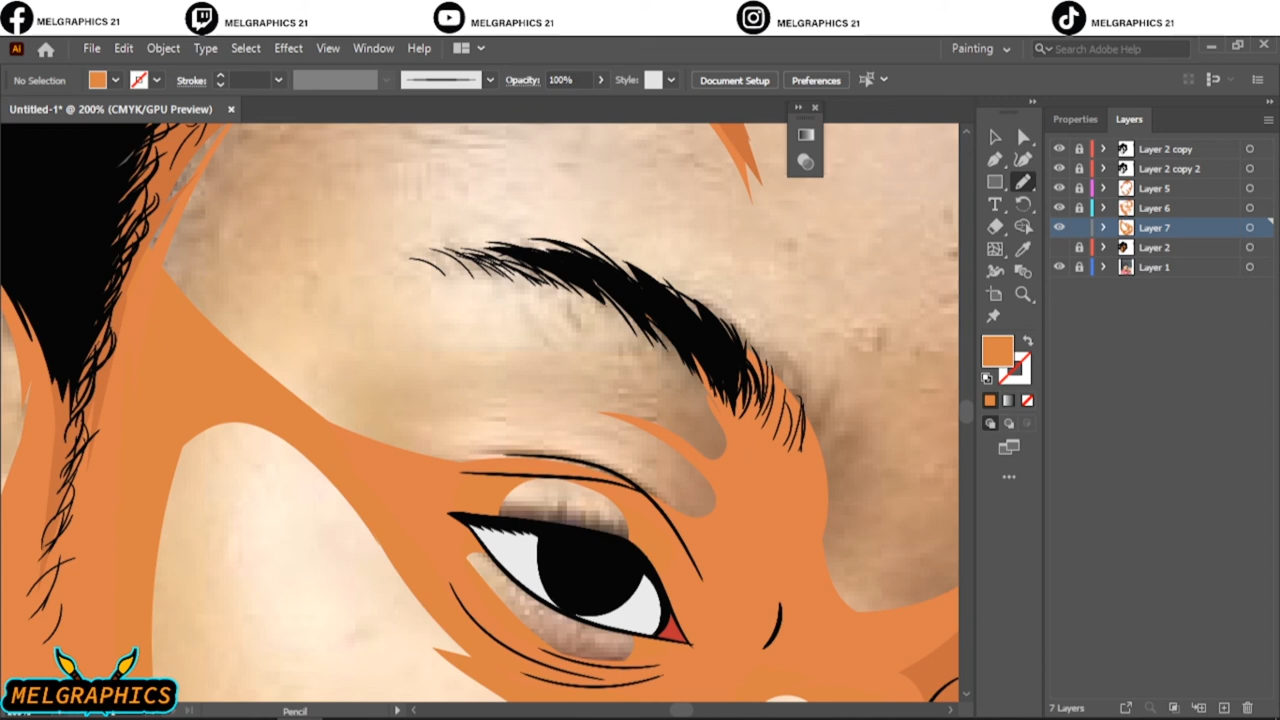 MELGRAPHICS 21 MELGRAPHICS 21 MELGRAPHICS 21 MELGRAPHICS 21 MELGRAPHICS 21
Ai File Edit Object Type Select Effect View Window Help Painting Search Adobe Help
No Selection Stroke: Opacity: 100% Style: Document Setup Preferences
Untitled-1* @ 200% (CMYK/GPU Preview) Properties Layers
Layer 2 copy
Layer 2 copy 2
Layer 5
Layer 6
Layer 7
Layer 2
Layer 1
MELGRAPHICS
Pencil 7 Layers